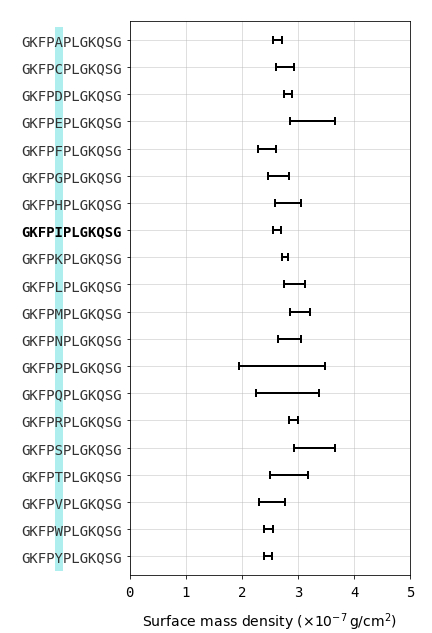 GKFPAPLGKQSG
GKFPCPLGKQSG
GKFPDPLGKQSG
GKFPEPLGKQSG
GKFPFPLGKQSG
GKFPGPLGKQSG
GKFPHPLGKQSG
GKFPIPLGKQSG
GKFPKPLGKQSG
GKFPLPLGKQSG
GKFPMPLGKQSG
GKFPNPLGKQSG
GKFPPPLGKQSG
GKFPQPLGKQSG
GKFPRPLGKQSG
GKFPSPLGKQSG
GKFPTPLGKQSG
GKFPVPLGKQSG
GKFPWPLGKQSG
GKFPYPLGKQSG
0 1 2 3 4 5
Surface mass density (×10⁻⁷ g/cm²)